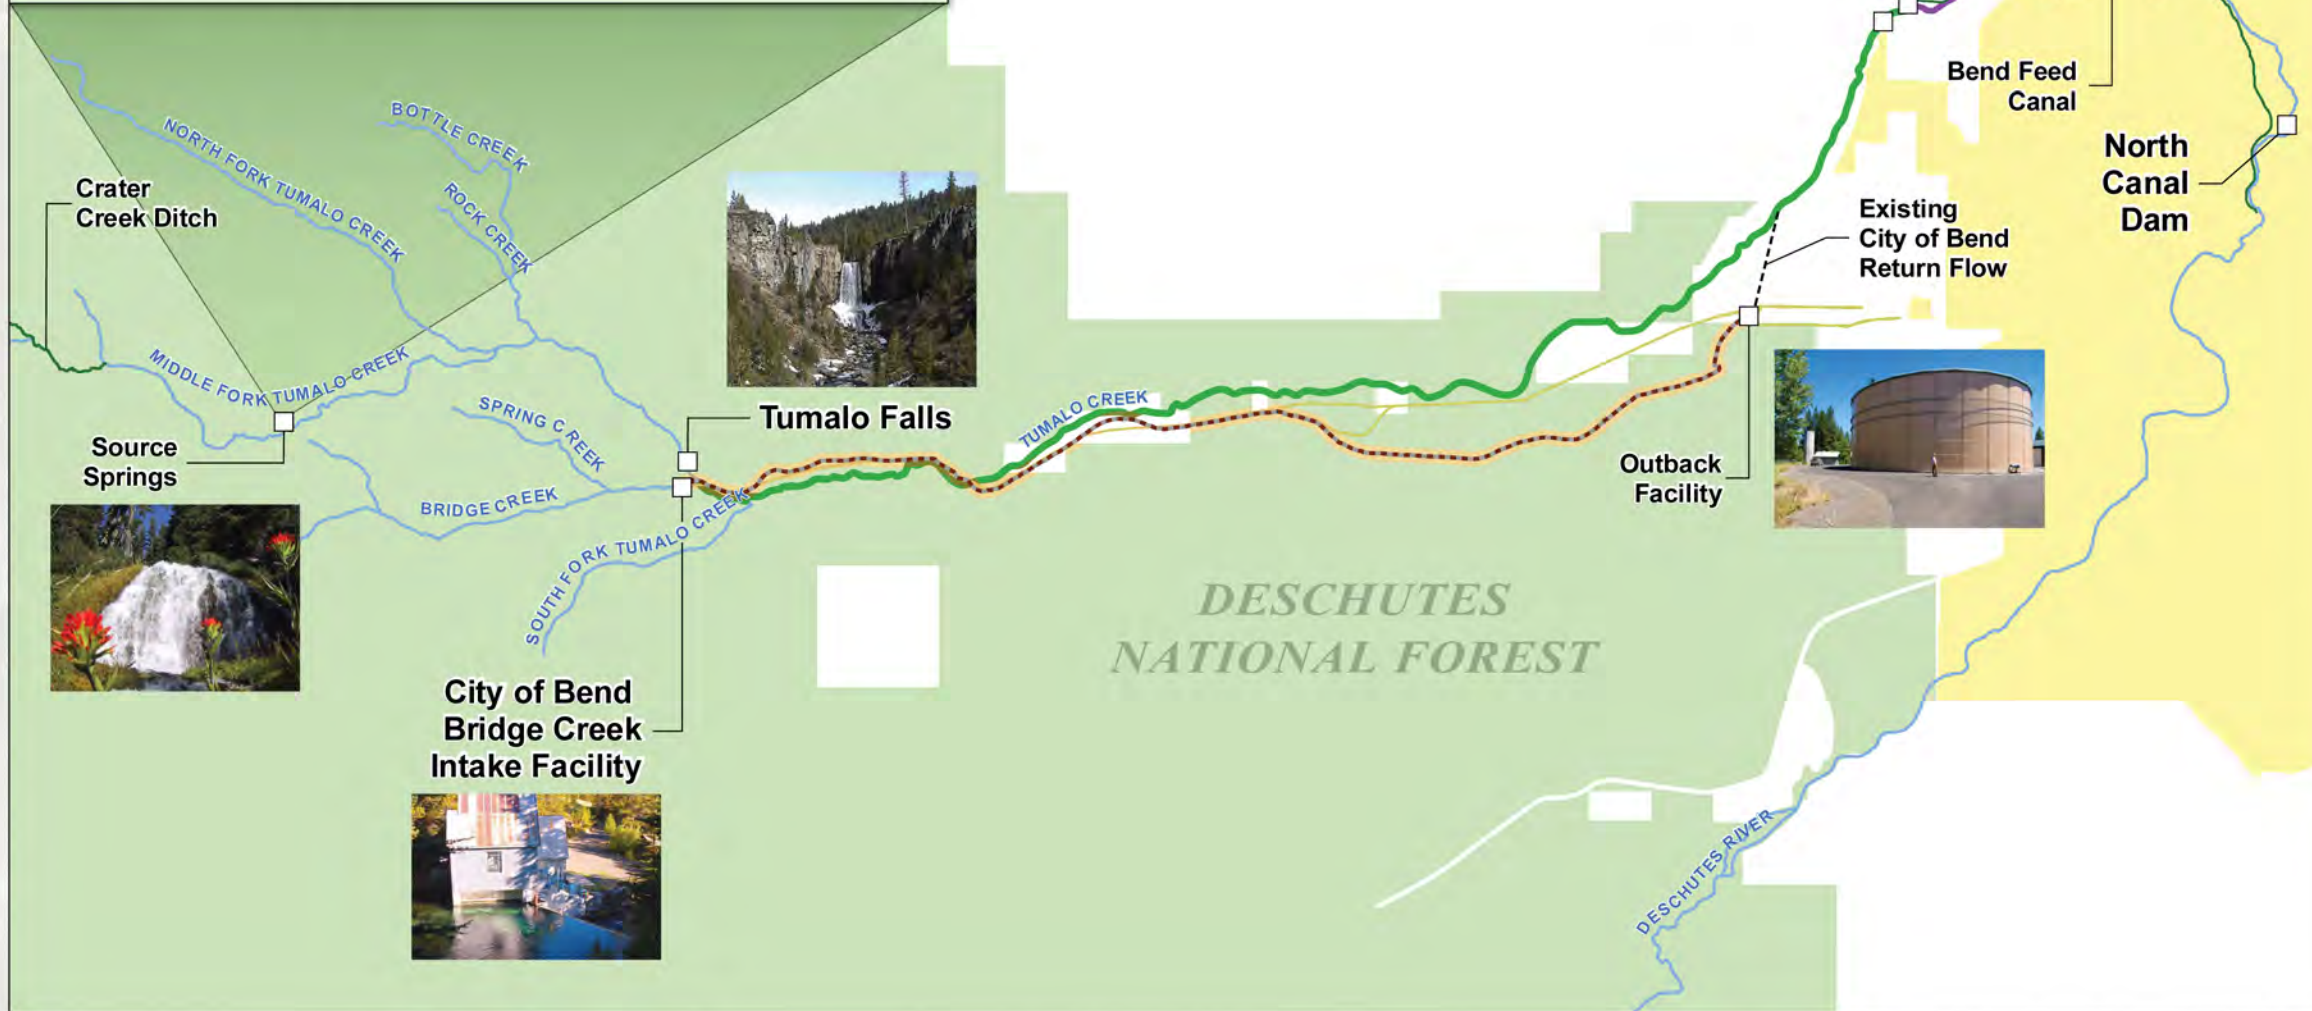 Bend Feed
Canal
North
Canal
Dam
BOTTLE CREEK
NORTH FORK TUMALO CREEK
ROCK CREEK
Crater
Creek Ditch
Existing
City of Bend
Return Flow
MIDDLE FORK TUMALO CREEK
SPRING CREEK
Tumalo Falls
TUMALO CREEK
Source
Springs
Outback
Facility
BRIDGE CREEK
SOUTH FORK TUMALO CREEK
DESCHUTES
NATIONAL FOREST
City of Bend
Bridge Creek
Intake Facility
DESCHUTES RIVER